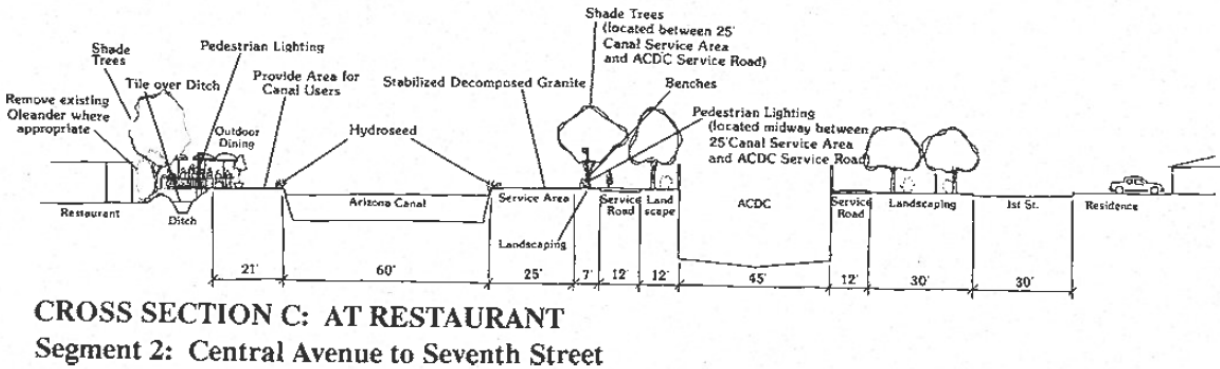 Shade Trees
(located between 25'
Canal Service Area
and ACDC Service Road)
Shade
Trees
Pedestrian Lighting
Tile over Ditch
Provide Area for
Canal Users
Stabilized Decomposed Granite
Benches
Remove existing
Oleander where
appropriate
Outdoor
Dining
Hydroseed
Pedestrian Lighting
(located midway between
25'Canal Service Area
and ACDC Service Road
Restaurant
Ditch
Arizona Canal
Service Area
Service
Road
Land
scape
ACDC
Service
Road
Landscaping
1st St.
Residence
Landscaping
21'
60'
25'
7'
12'
12'
45'
12'
30'
30'
CROSS SECTION C: AT RESTAURANT
Segment 2: Central Avenue to Seventh Street